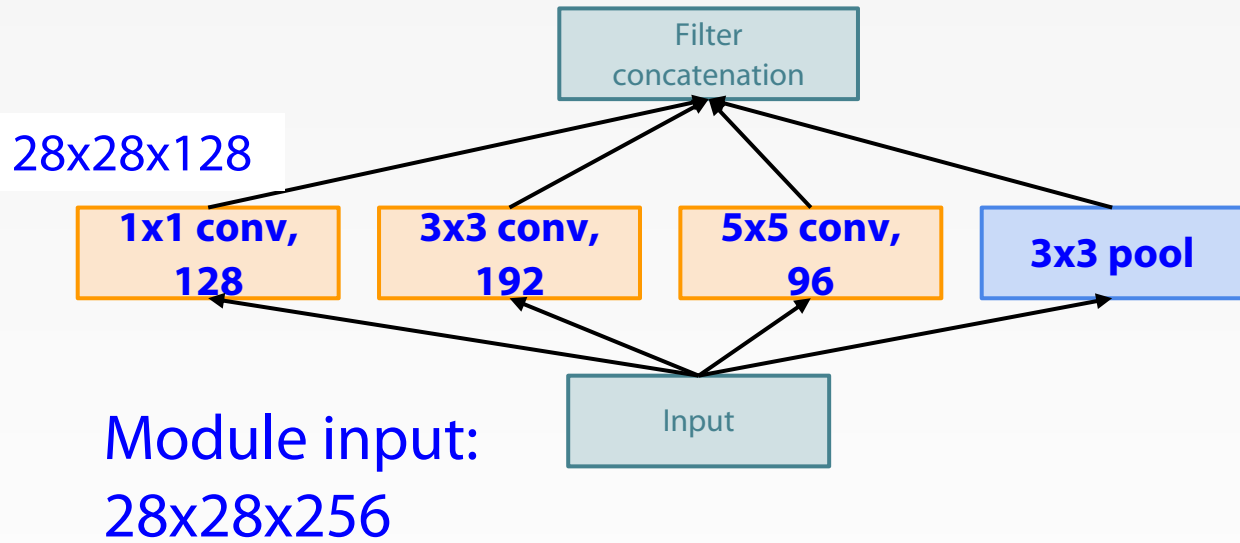 Filter
concatenation
28x28x128
1x1 conv,
128
3x3 conv,
192
5x5 conv,
96
3x3 pool
Input
Module input:
28x28x256